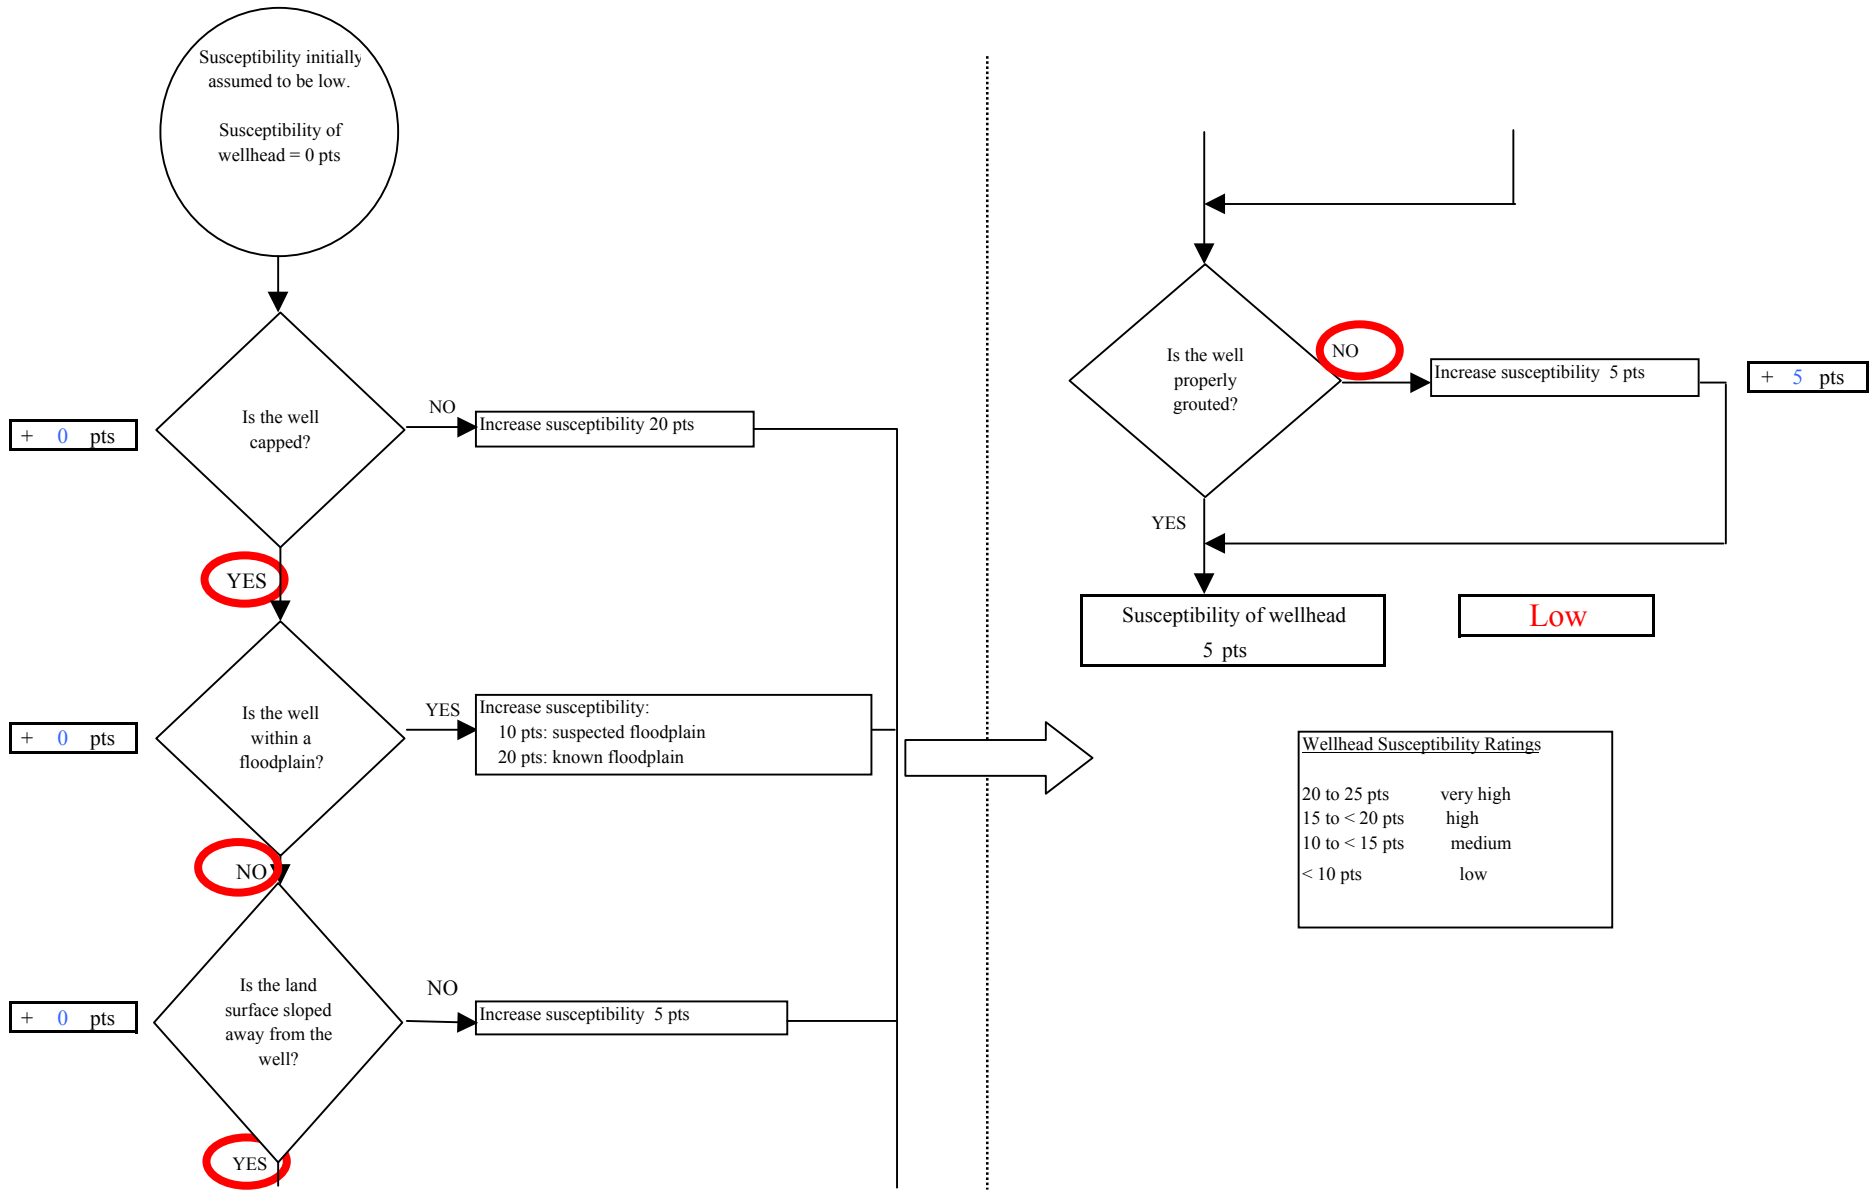 Susceptibility initially
assumed to be low.
Susceptibility of
wellhead = 0 pts
Is the well
capped?
NO
Increase susceptibility 20 pts
+ 0 pts
YES
Is the well
within a
floodplain?
YES
Increase susceptibility:
10 pts: suspected floodplain
20 pts: known floodplain
+ 0 pts
NO
Is the land
surface sloped
away from the
well?
NO
Increase susceptibility 5 pts
+ 0 pts
YES
Is the well
properly
grouted?
NO
Increase susceptibility 5 pts
+ 5 pts
YES
Susceptibility of wellhead
5 pts
Low
Wellhead Susceptibility Ratings
20 to 25 pts very high
15 to < 20 pts high
10 to < 15 pts medium
< 10 pts low